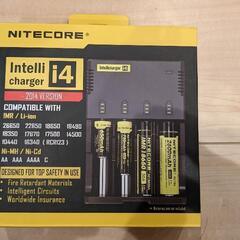 NITECORE
Intelli
charger i4
2014 VERSION
COMPATIBLE WITH
IMR / Li-ion
26650 22650 18650 18490
18350 17670 17500 14500
10440 16340 (RCR123)
Ni-MH / Ni-Cd
AA AAA AAAA C
DESIGNED FOR TOP SAFETY IN USE
Fire Retardant Materials
Intelligent Circuits
Worldwide Insurance
Intellicharger i4